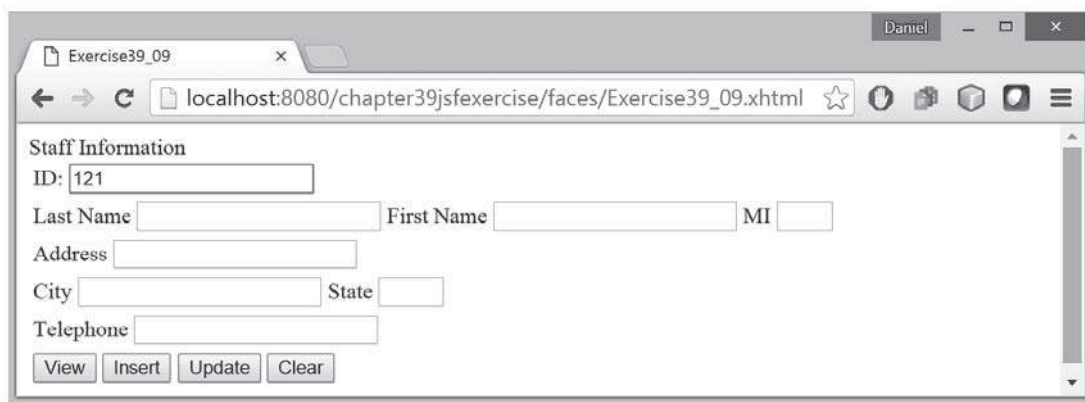 Daniel
Exercise39_09
localhost:8080/chapter39jsfexercise/faces/Exercise39_09.xhtml
Staff Information
ID: 121
Last Name First Name MI
Address
City State
Telephone
View Insert Update Clear